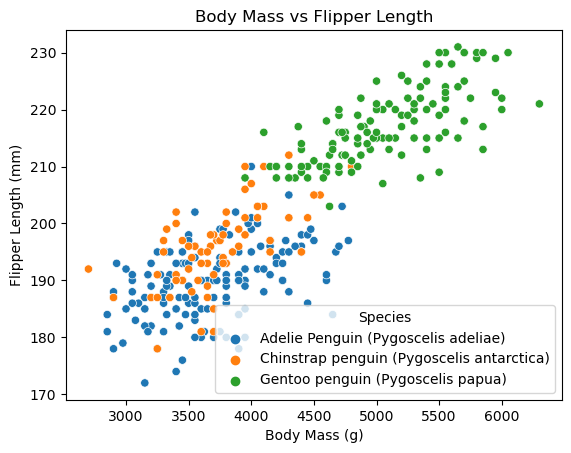 Body Mass vs Flipper Length
Flipper Length (mm)
230
220
210
200
190
180
170
Species
Adelie Penguin (Pygoscelis adeliae)
Chinstrap penguin (Pygoscelis antarctica)
Gentoo penguin (Pygoscelis papua)
3000 3500 4000 4500 5000 5500 6000
Body Mass (g)